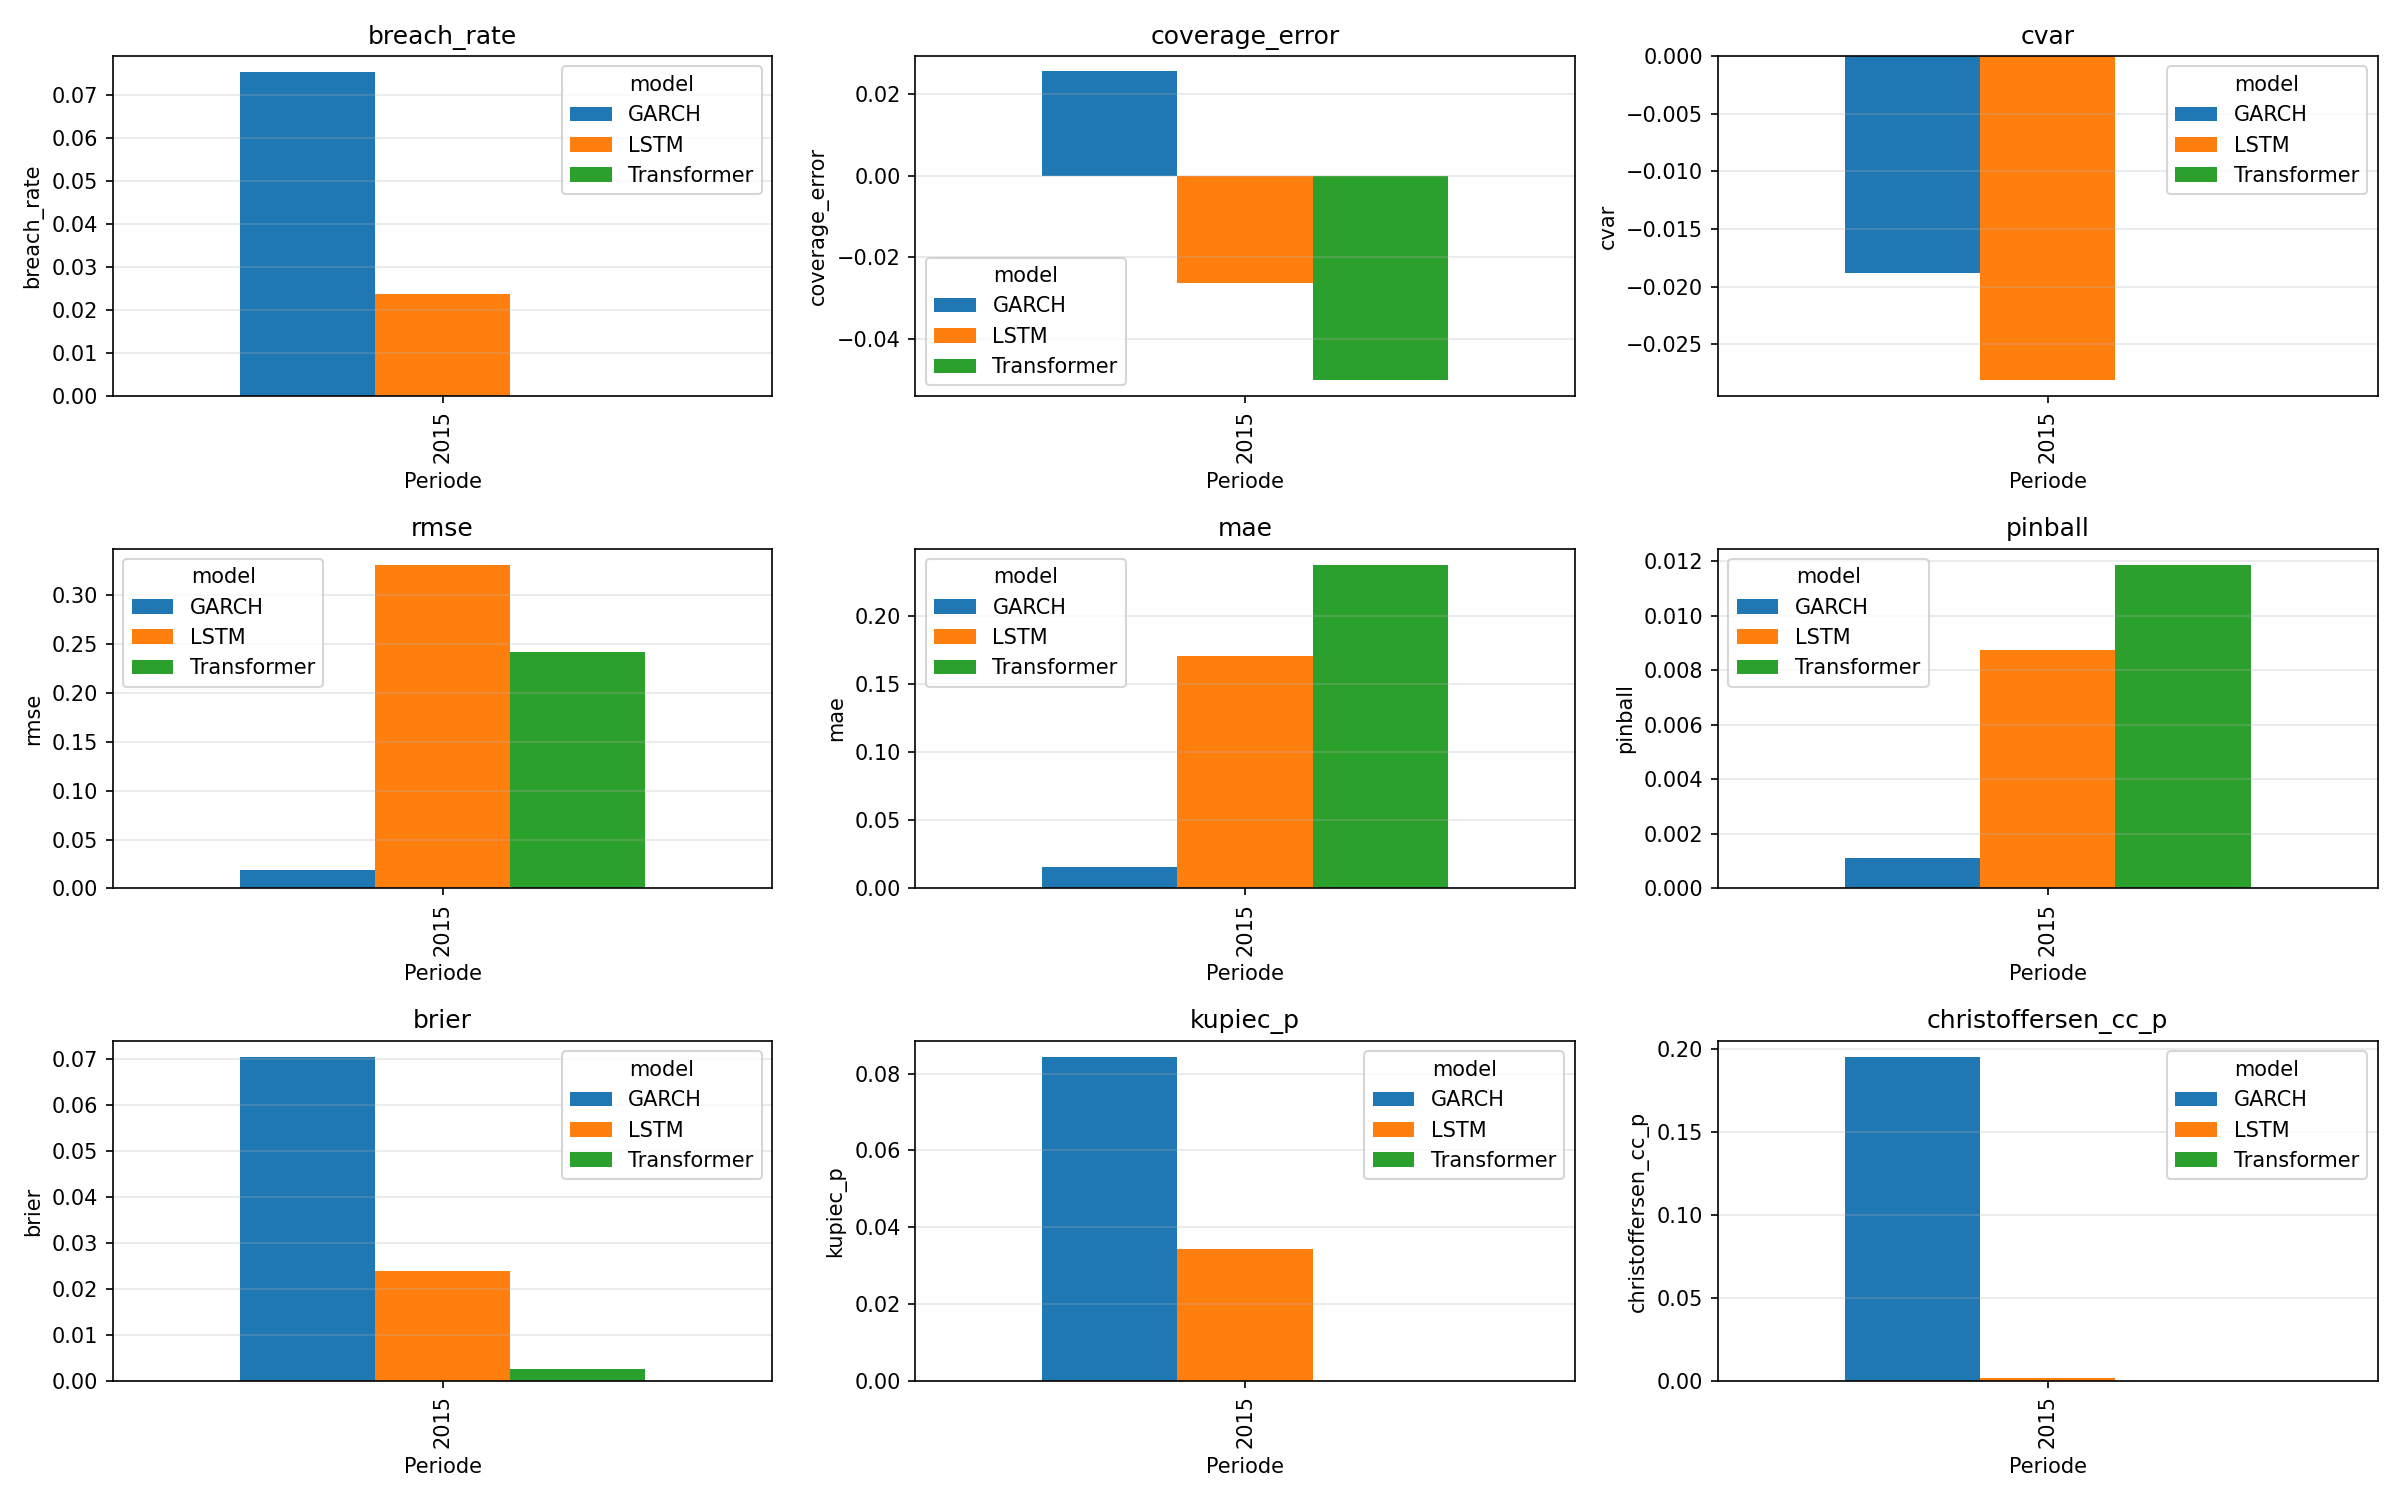 breach_rate
breach_rate
0.07
0.06
0.05
0.04
0.03
0.02
0.01
0.00
model
GARCH
LSTM
Transformer
2015
Periode
coverage_error
coverage_error
0.02
0.00
−0.02
−0.04
model
GARCH
LSTM
Transformer
2015
Periode
cvar
cvar
0.000
−0.005
−0.010
−0.015
−0.020
−0.025
model
GARCH
LSTM
Transformer
2015
Periode
rmse
rmse
0.30
0.25
0.20
0.15
0.10
0.05
0.00
model
GARCH
LSTM
Transformer
2015
Periode
mae
mae
0.20
0.15
0.10
0.05
0.00
model
GARCH
LSTM
Transformer
2015
Periode
pinball
pinball
0.012
0.010
0.008
0.006
0.004
0.002
0.000
model
GARCH
LSTM
Transformer
2015
Periode
brier
brier
0.07
0.06
0.05
0.04
0.03
0.02
0.01
0.00
model
GARCH
LSTM
Transformer
2015
Periode
kupiec_p
kupiec_p
0.08
0.06
0.04
0.02
0.00
model
GARCH
LSTM
Transformer
2015
Periode
christoffersen_cc_p
christoffersen_cc_p
0.20
0.15
0.10
0.05
0.00
model
GARCH
LSTM
Transformer
2015
Periode